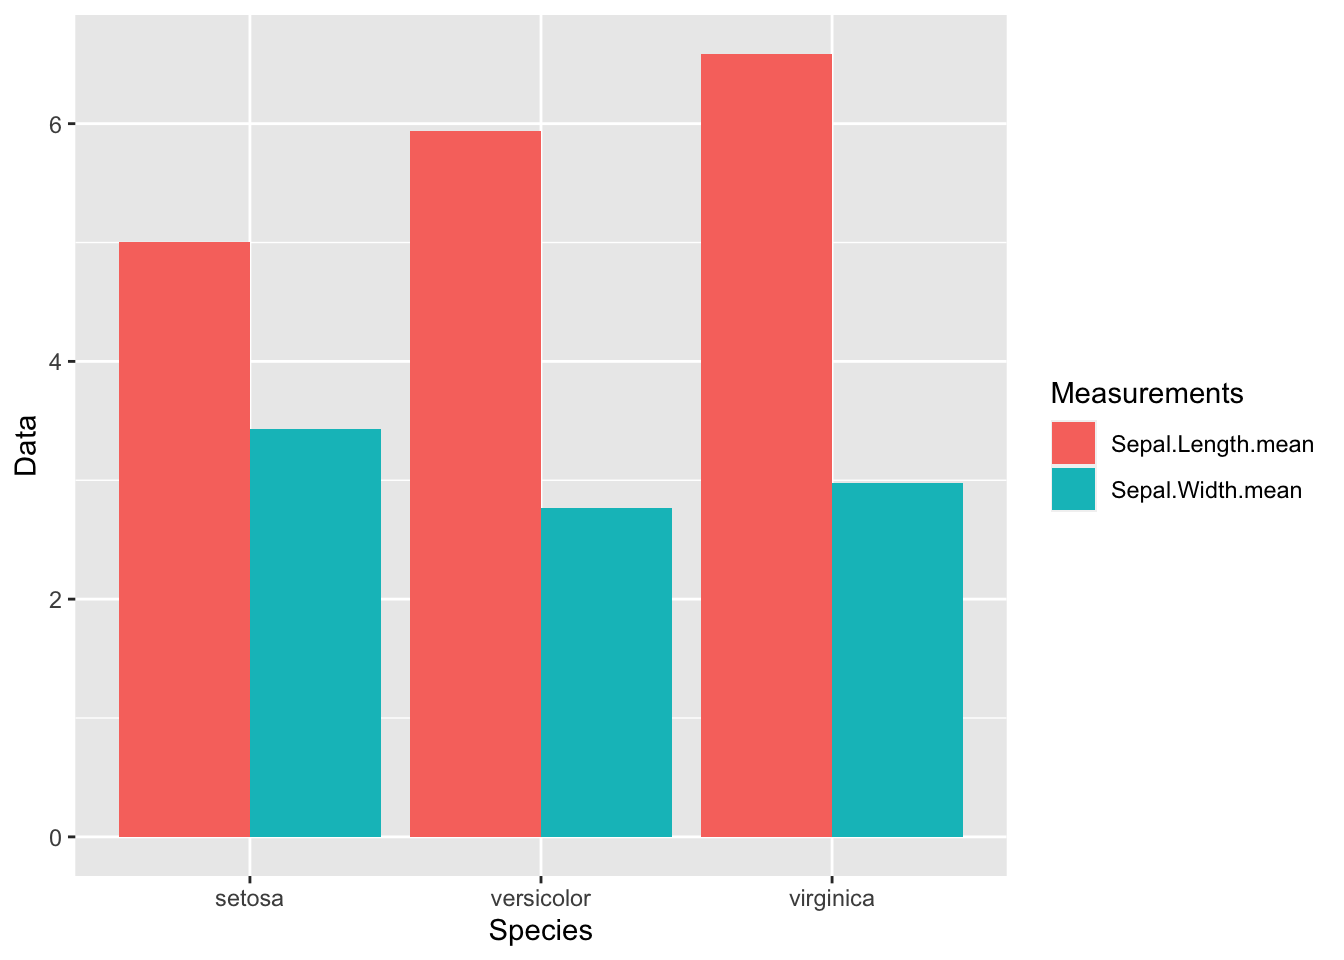 Data
6
4
2
0
setosa versicolor virginica
Species
Measurements
Sepal.Length.mean
Sepal.Width.mean